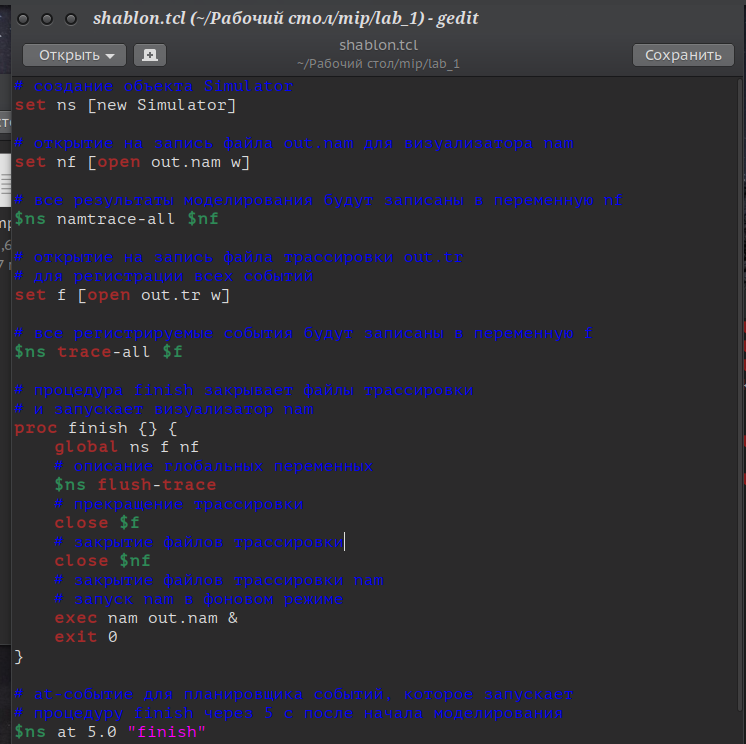 shablon.tcl (~/Рабочий стол/mip/lab_1) - gedit
Открыть
shablon.tcl
~/Рабочий стол/mip/lab_1
Сохранить
# создание объекта Simulator
set ns [new Simulator]
# открытие на запись файла out.nam для визуализатора nam
set nf [open out.nam w]
# все результаты моделирования будут записаны в переменную nf
$ns namtrace-all $nf
# открытие на запись файла трассировки out.tr
# для регистрации всех событий
set f [open out.tr w]
# все регистрируемые события будут записаны в переменную f
$ns trace-all $f
# процедура finish закрывает файлы трассировки
# и запускает визуализатор nam
proc finish {} {
global ns f nf
# описание глобальных переменных
$ns flush-trace
# прекращение трассировки
close $f
# закрытие файлов трассировки
close $nf
# закрытие файлов трассировки nam
# запуск nam в фоновом режиме
exec nam out.nam &
exit 0
}
# at-событие для планировщика событий, которое запускает
# процедуру finish через 5 с после начала моделирования
$ns at 5.0 "finish"